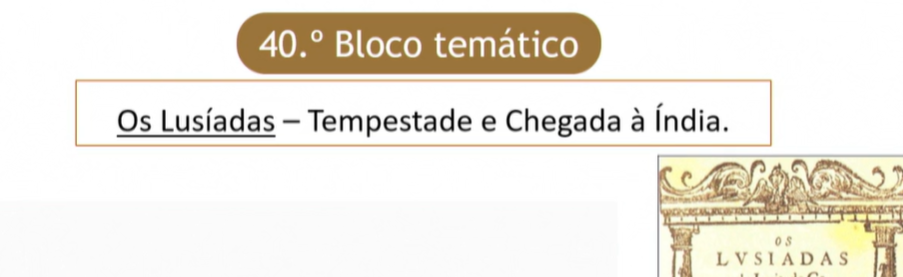 40.º Bloco temático
Os Lusíadas – Tempestade e Chegada à Índia.
OS
LVSIADAS